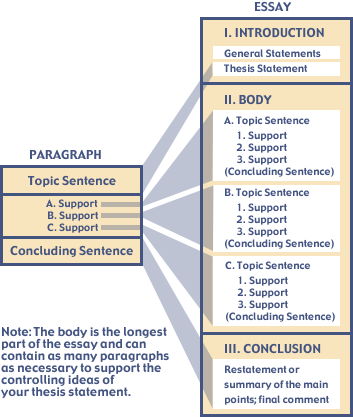 ESSAY
I. INTRODUCTION
General Statements
Thesis Statement
II. BODY
A. Topic Sentence
1. Support
2. Support
3. Support
(Concluding Sentence)
B. Topic Sentence
1. Support
2. Support
3. Support
(Concluding Sentence)
C. Topic Sentence
1. Support
2. Support
3. Support
(Concluding Sentence)
III. CONCLUSION
Restatement or
summary of the main
points; final comment
PARAGRAPH
Topic Sentence
A. Support
B. Support
C. Support
Concluding Sentence
Note: The body is the longest
part of the essay and can
contain as many paragraphs
as necessary to support the
controlling ideas of
your thesis statement.